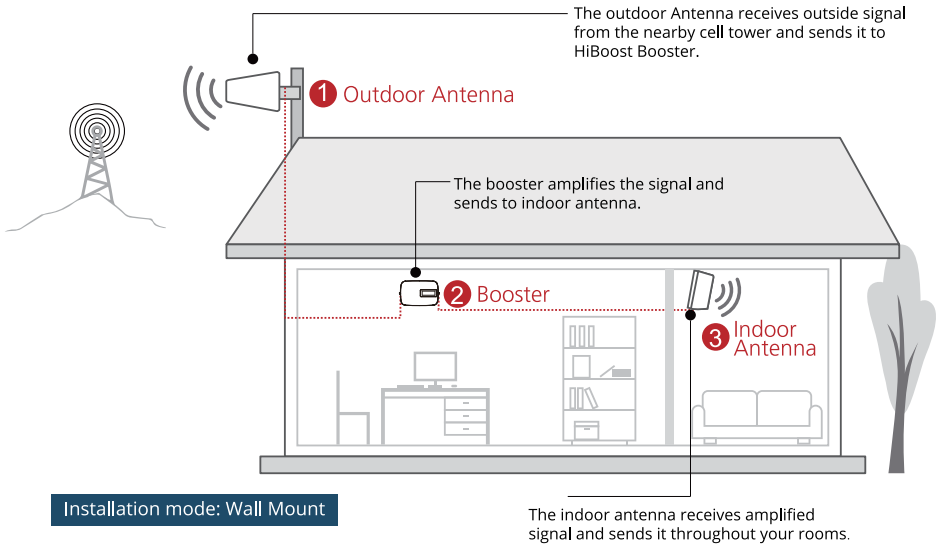 The outdoor Antenna receives outside signal
from the nearby cell tower and sends it to
HiBoost Booster.
1 Outdoor Antenna
The booster amplifies the signal and
sends to indoor antenna.
2 Booster
3 Indoor
Antenna
Installation mode: Wall Mount
The indoor antenna receives amplified
signal and sends it throughout your rooms.